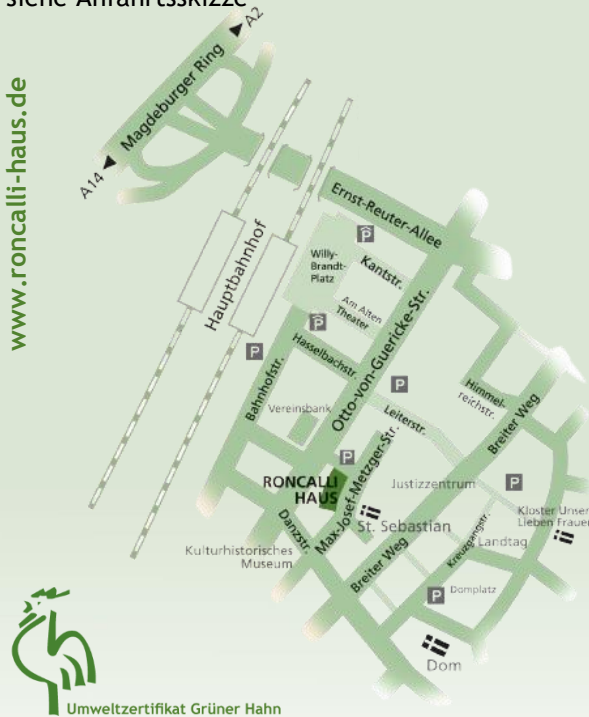 siehe Anfahrtsskizze
www.roncalli-haus.de
A2
Magdeburger Ring
A14
Hauptbahnhof
Ernst-Reuter-Allee
P
Willy-
Brandt-
Platz
Kantstr.
Am Alten
Theater
P
P
Hasselbachstr.
Otto-von-Guericke-Str.
Bahnhofstr.
P
Himmel-
reichstr.
Breiter Weg
Vereinsbank
Leiterstr.
P
RONCALLI
HAUS
Max-Josef-Metzger-Str.
Justizzentrum
P
St. Sebastian
Kloster Unser
Lieben Frauen
Danzstr.
Kulturhistorisches
Museum
Breiter Weg
Kreuzgangstr.
Landtag
P
Domplatz
Dom
Umweltzertifikat Grüner Hahn